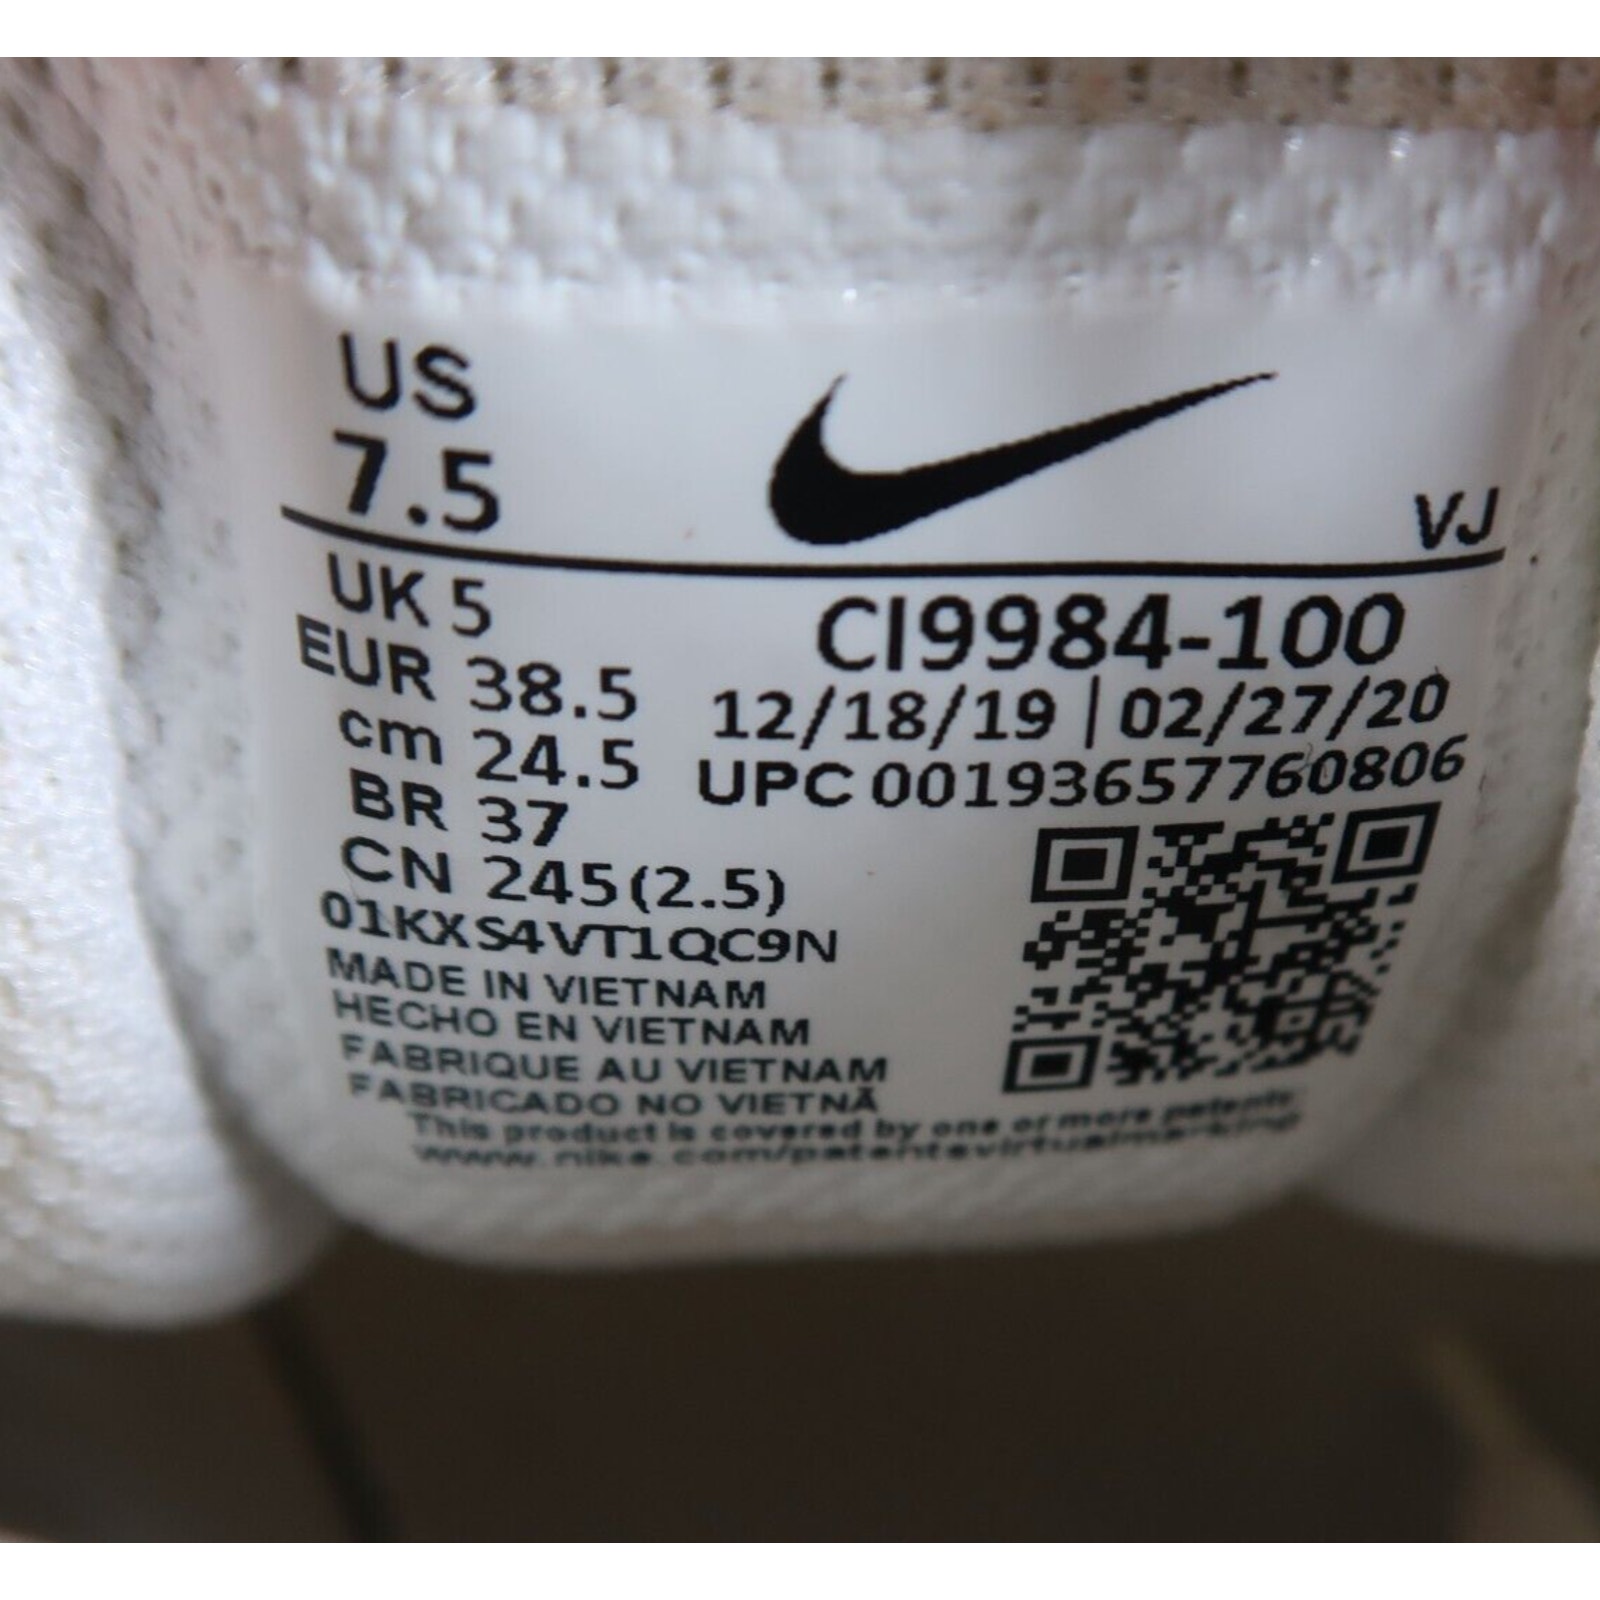 US
7.5
VJ
UK 5
EUR 38.5
cm 24.5
BR 37
CN 245(2.5)
CI9984-100
12/18/19 | 02/27/20
UPC 00193657760806
01KXS4VT1QC9N
MADE IN VIETNAM
HECHO EN VIETNAM
FABRIQUE AU VIETNAM
FABRICADO NO VIETNÃ
This product is covered by one or more patents
www.nike.com/patentsvirtualmarking